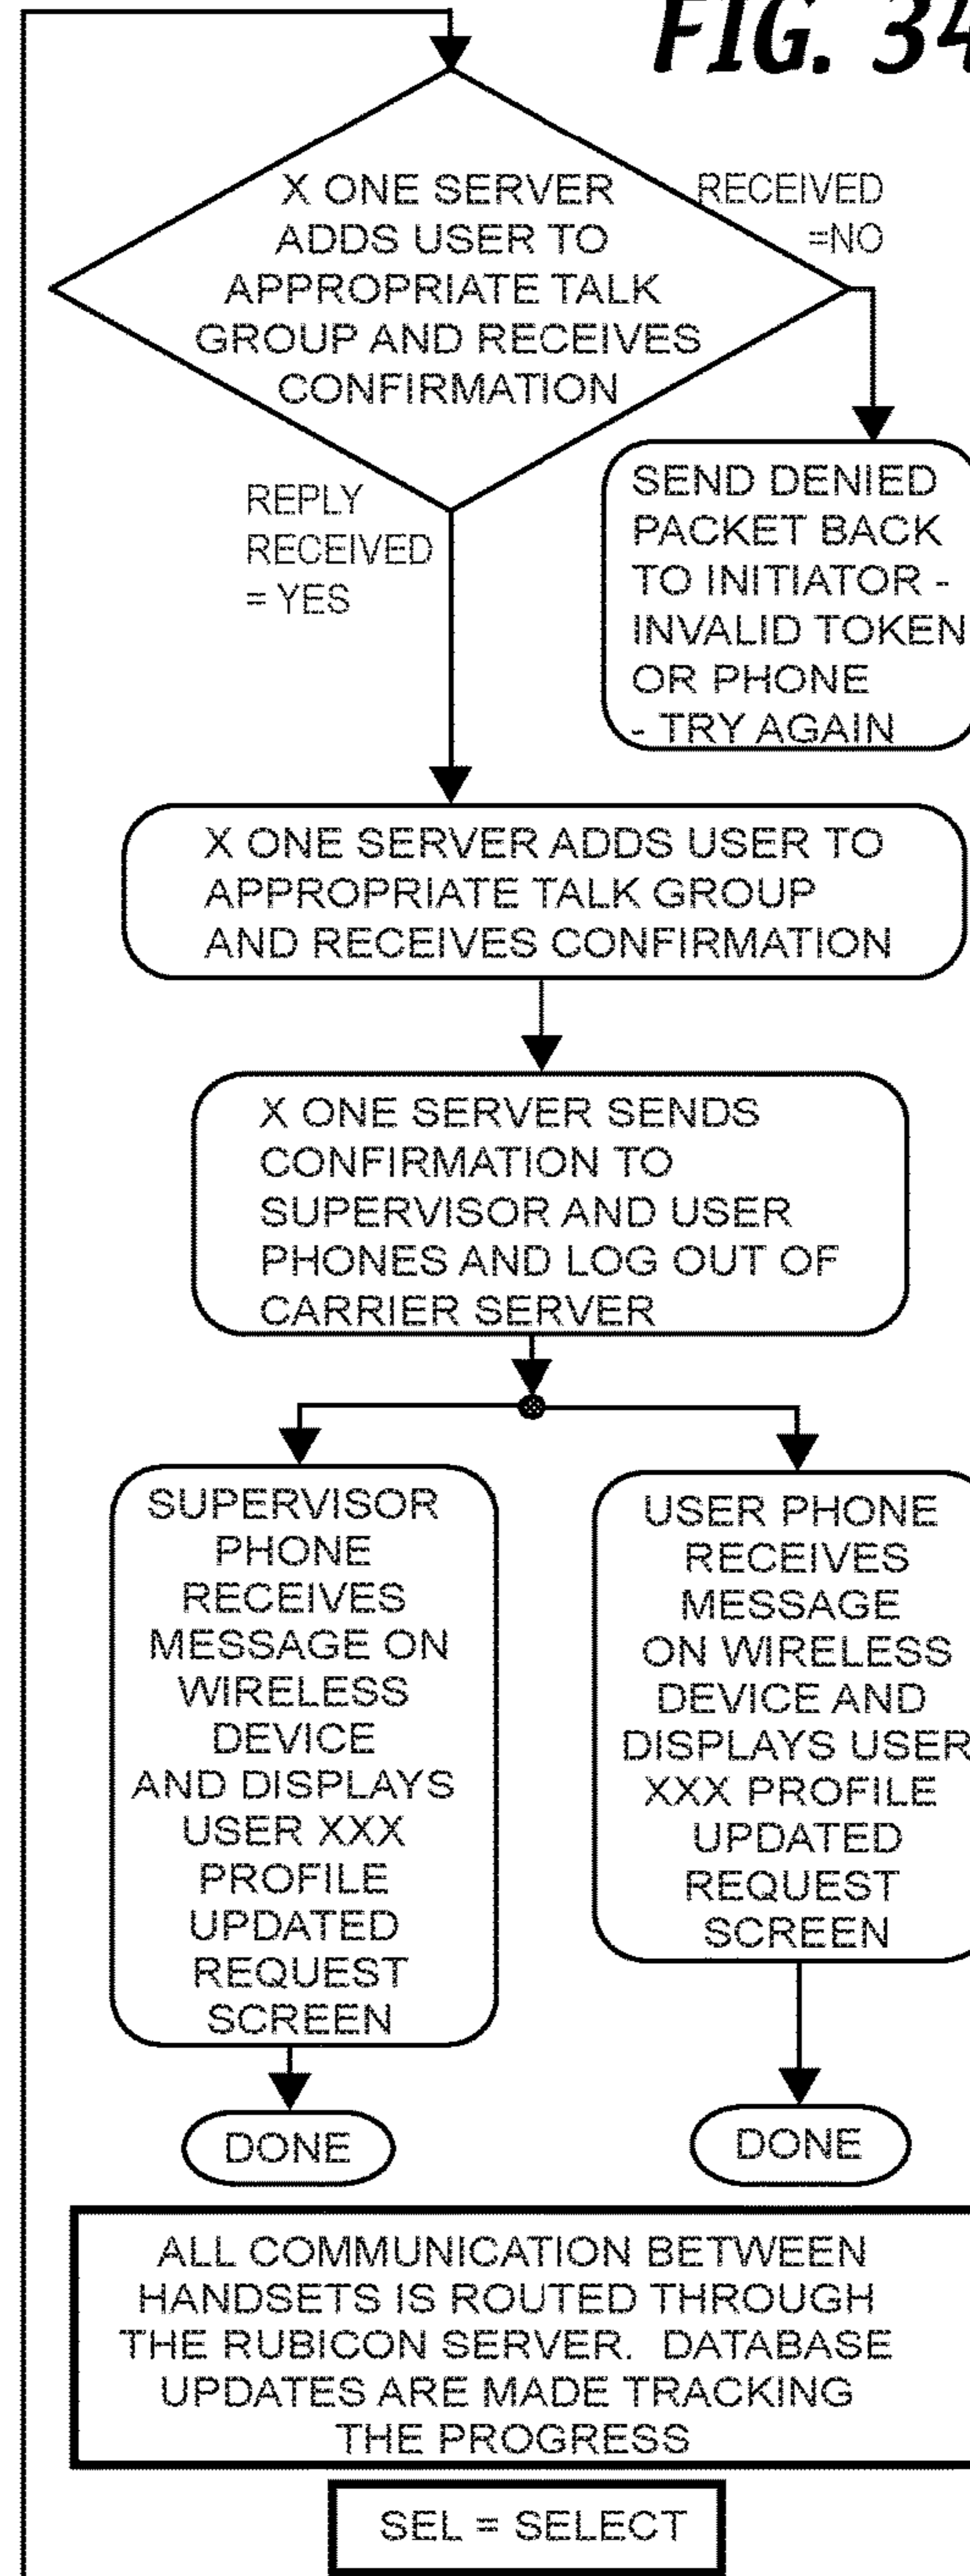 FIG. 34
X ONE SERVER
ADDS USER TO
APPROPRIATE TALK
GROUP AND RECEIVES
CONFIRMATION
RECEIVED
=NO
REPLY
RECEIVED
= YES
SEND DENIED
PACKET BACK
TO INITIATOR -
INVALID TOKEN
OR PHONE
- TRY AGAIN
X ONE SERVER ADDS USER TO
APPROPRIATE TALK GROUP
AND RECEIVES CONFIRMATION
X ONE SERVER SENDS
CONFIRMATION TO
SUPERVISOR AND USER
PHONES AND LOG OUT OF
CARRIER SERVER
SUPERVISOR
PHONE
RECEIVES
MESSAGE ON
WIRELESS
DEVICE
AND DISPLAYS
USER XXX
PROFILE
UPDATED
REQUEST
SCREEN
USER PHONE
RECEIVES
MESSAGE
ON WIRELESS
DEVICE AND
DISPLAYS USER
XXX PROFILE
UPDATED
REQUEST
SCREEN
DONE
DONE
ALL COMMUNICATION BETWEEN
HANDSETS IS ROUTED THROUGH
THE RUBICON SERVER. DATABASE
UPDATES ARE MADE TRACKING
THE PROGRESS
SEL = SELECT